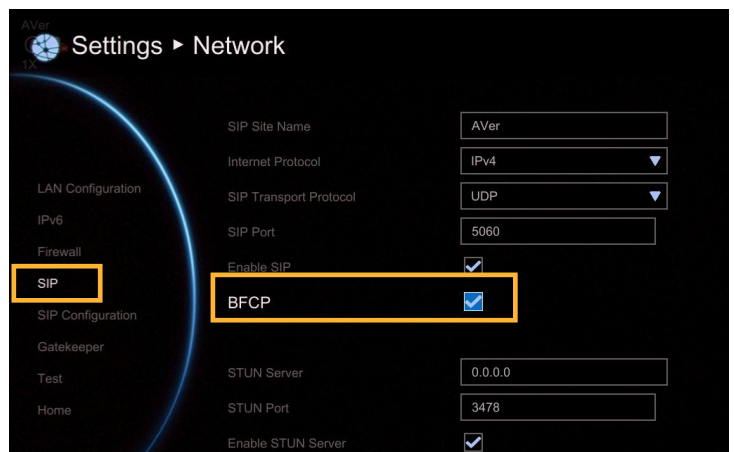 AVer
Settings ► Network
1X
SIP Site Name AVer
Internet Protocol IPv4
LAN Configuration
SIP Transport Protocol UDP
IPv6
SIP Port 5060
Firewall
Enable SIP
SIP
BFCP
SIP Configuration
Gatekeeper
STUN Server 0.0.0.0
Test
STUN Port 3478
Home
Enable STUN Server